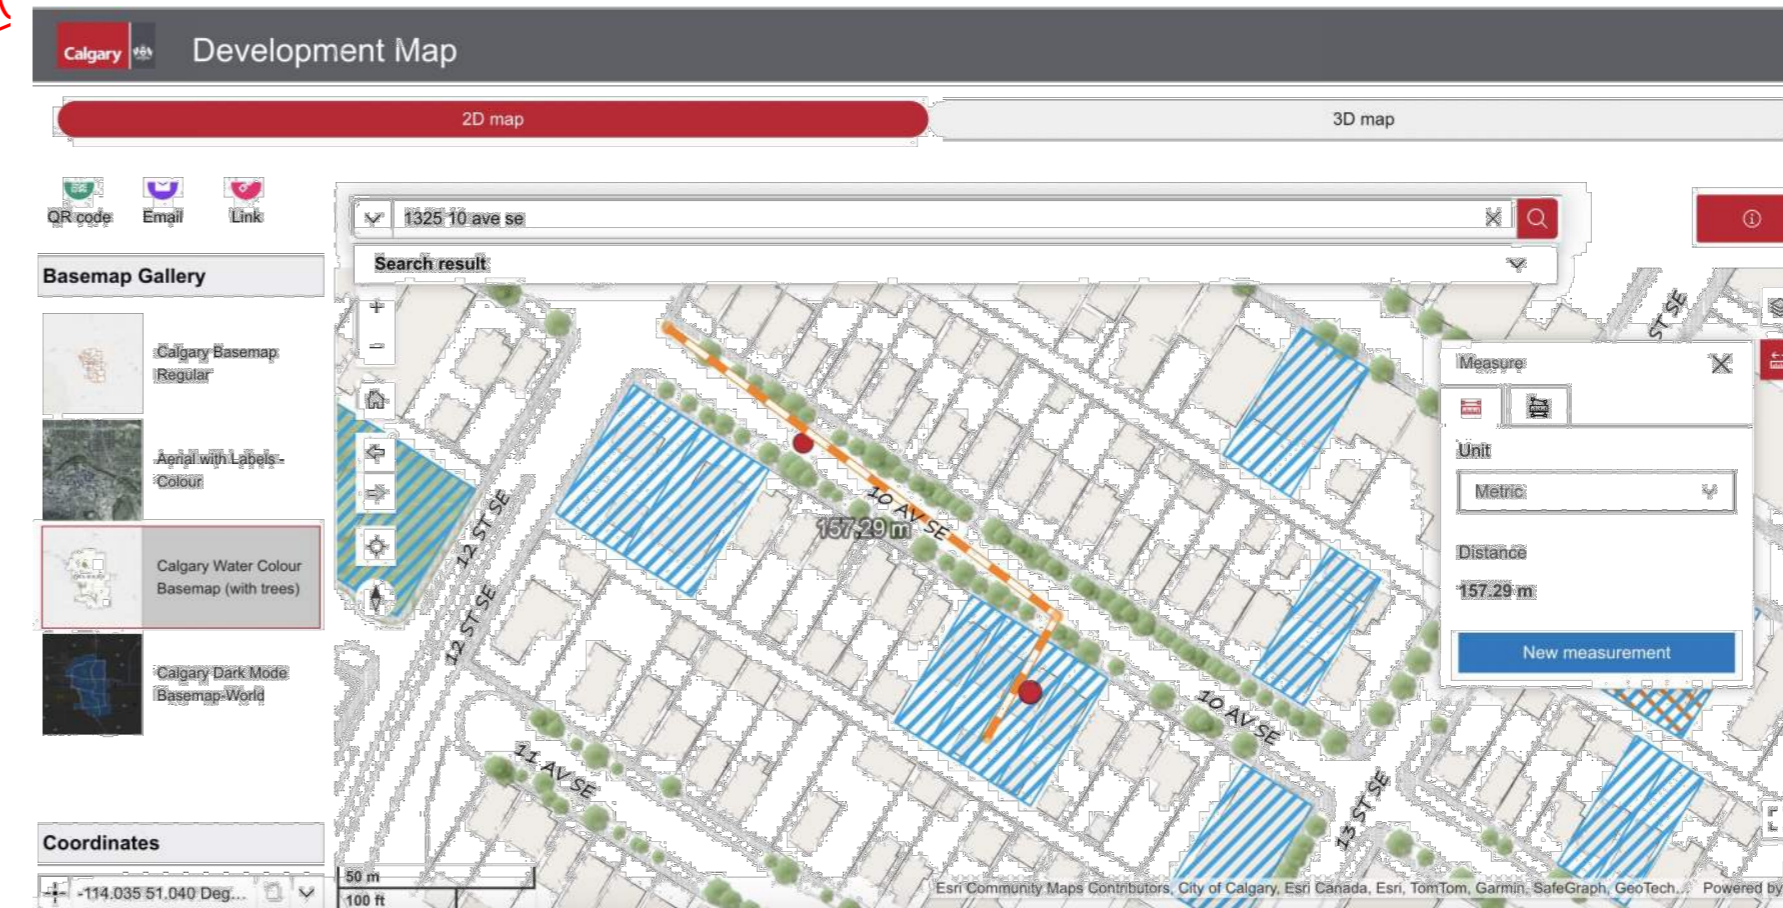 Calgary
Development Map
2D map
3D map
QR code
Email
Link
1325 10 ave se
Search result
Basemap Gallery
Calgary Basemap
Regular
Aerial with Labels -
Colour
Calgary Water Colour
Basemap (with trees)
Calgary Dark Mode
Basemap-World
Coordinates
-114.035 51.040 Deg...
50 m
100 ft
12 ST SE
12 ST SE
11 AV SE
10 AV SE
157.29 m
10 AV SE
13 ST SE
ST SE
Measure
Unit
Metric
Distance
157.29 m
New measurement
Esri Community Maps Contributors, City of Calgary, Esri Canada, Esri, TomTom, Garmin, SafeGraph, GeoTech... Powered by